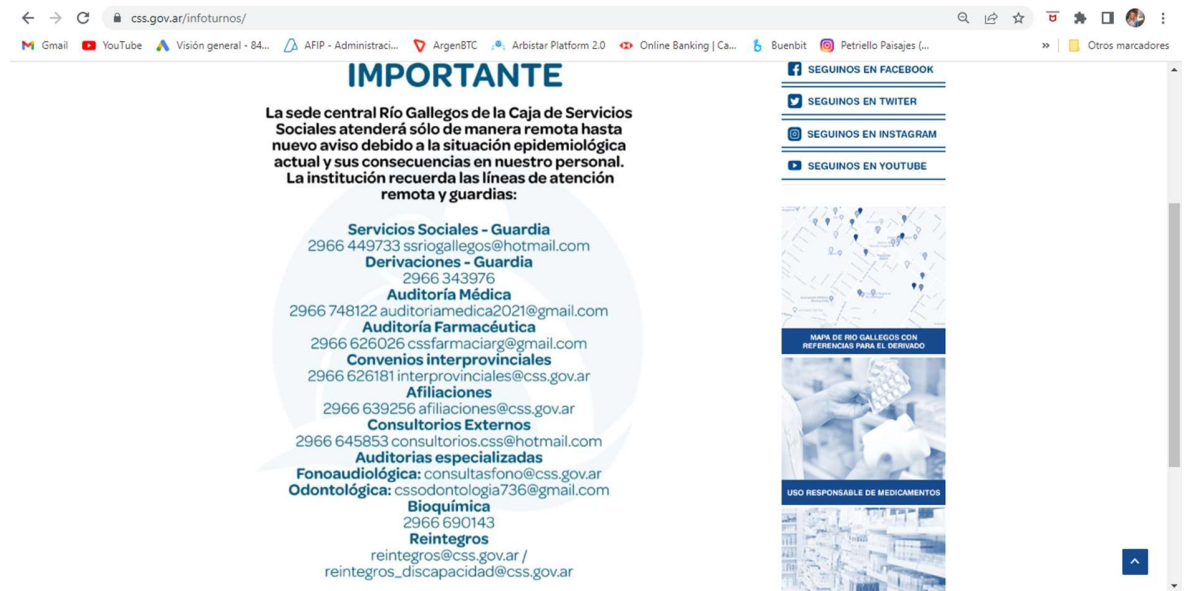 css.gov.ar/infoturnos/
Gmail
YouTube
Visión general - 84...
AFIP - Administraci...
ArgenBTC
Arbistar Platform 2.0
Online Banking | Ca...
Buenbit
Petriello Paisajes (...
»
Otros marcadores
IMPORTANTE
La sede central Río Gallegos de la Caja de Servicios
Sociales atenderá sólo de manera remota hasta
nuevo aviso debido a la situación epidemiológica
actual y sus consecuencias en nuestro personal.
La institución recuerda las líneas de atención
remota y guardias:
Servicios Sociales - Guardia
2966 449733 ssriogallegos@hotmail.com
Derivaciones - Guardia
2966 343976
Auditoría Médica
2966 748122 auditoriamedica2021@gmail.com
Auditoría Farmacéutica
2966 626026 cssfarmaciarg@gmail.com
Convenios interprovinciales
2966 626181 interprovinciales@css.gov.ar
Afiliaciones
2966 639256 afiliaciones@css.gov.ar
Consultorios Externos
2966 645853 consultorios.css@hotmail.com
Auditorias especializadas
Fonoaudiológica: consultasfono@css.gov.ar
Odontológica: cssodontologia736@gmail.com
Bioquímica
2966 690143
Reintegros
reintegros@css.gov.ar /
reintegros_discapacidad@css.gov.ar
SEGUINOS EN FACEBOOK
SEGUINOS EN TWITER
SEGUINOS EN INSTAGRAM
SEGUINOS EN YOUTUBE
MAPA DE RIO GALLEGOS CON
REFERENCIAS PARA EL DERIVADO
USO RESPONSABLE DE MEDICAMENTOS